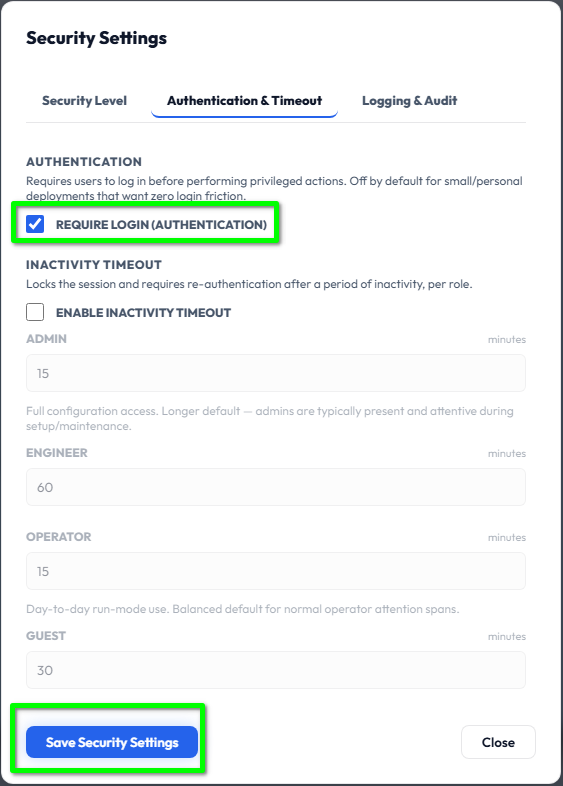 Security Settings
Security Level
Authentication & Timeout
Logging & Audit
AUTHENTICATION
Requires users to log in before performing privileged actions. Off by default for small/personal
deployments that want zero login friction.
REQUIRE LOGIN (AUTHENTICATION)
INACTIVITY TIMEOUT
Locks the session and requires re-authentication after a period of inactivity, per role.
ENABLE INACTIVITY TIMEOUT
ADMIN minutes
15
Full configuration access. Longer default — admins are typically present and attentive during
setup/maintenance.
ENGINEER minutes
60
OPERATOR minutes
15
Day-to-day run-mode use. Balanced default for normal operator attention spans.
GUEST minutes
30
Save Security Settings
Close